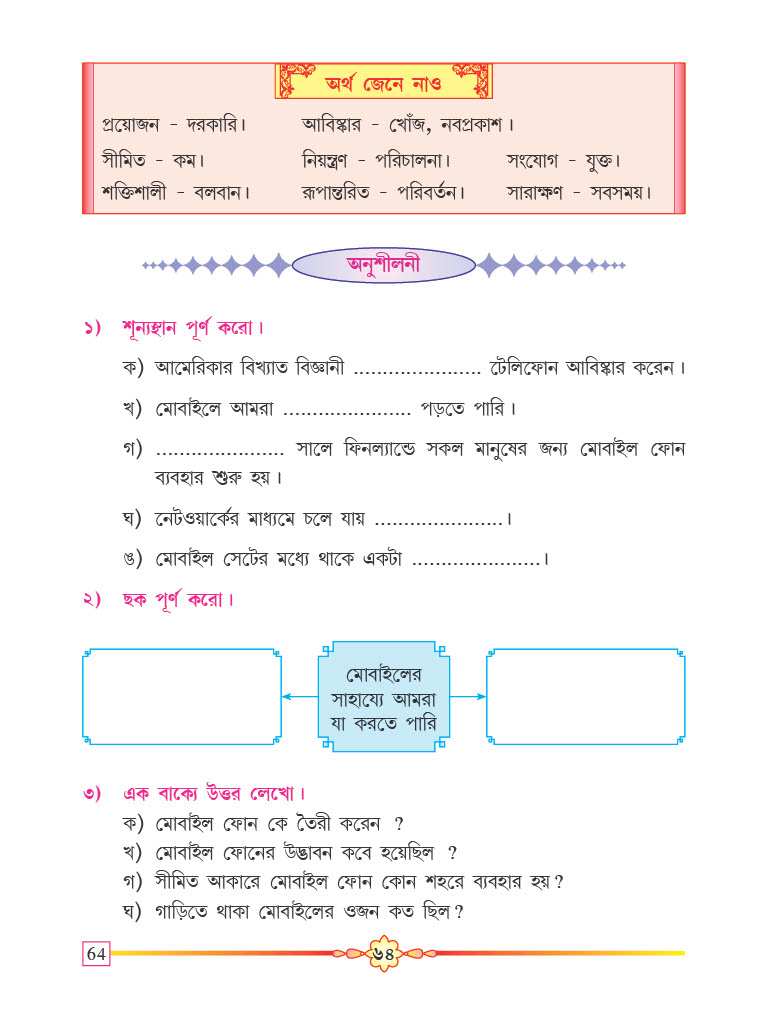 অর্থ জেনে নাও
প্রয়োজন - দরকারি।	আবিষ্কার - খোঁজ, নবপ্রকাশ।
সীমিত - কম।	নিয়ন্ত্রণ - পরিচালনা।	সংযোগ - যুক্ত।
শক্তিশালী - বলবান।	রূপান্তরিত - পরিবর্তন।	সারাক্ষণ - সবসময়।
অনুশীলনী
১) শূন্যস্থান পূর্ণ করো।
ক) আমেরিকার বিখ্যাত বিজ্ঞানী ...................... টেলিফোন আবিষ্কার করেন।
খ) মোবাইলে আমরা ...................... পড়তে পারি।
গ) ...................... সালে ফিনল্যান্ডে সকল মানুষের জন্য মোবাইল ফোন
ব্যবহার শুরু হয়।
ঘ) নেটওয়ার্কের মাধ্যমে চলে যায় ......................।
ঙ) মোবাইল সেটের মধ্যে থাকে একটা ......................।
২) ছক পূর্ণ করো।
মোবাইলের
সাহায্যে আমরা
যা করতে পারি
৩) এক বাক্যে উত্তর লেখো।
ক) মোবাইল ফোন কে তৈরী করেন ?
খ) মোবাইল ফোনের উদ্ভাবন কবে হয়েছিল ?
গ) সীমিত আকারে মোবাইল ফোন কোন শহরে ব্যবহার হয়?
ঘ) গাড়িতে থাকা মোবাইলের ওজন কত ছিল?
64	৬৪